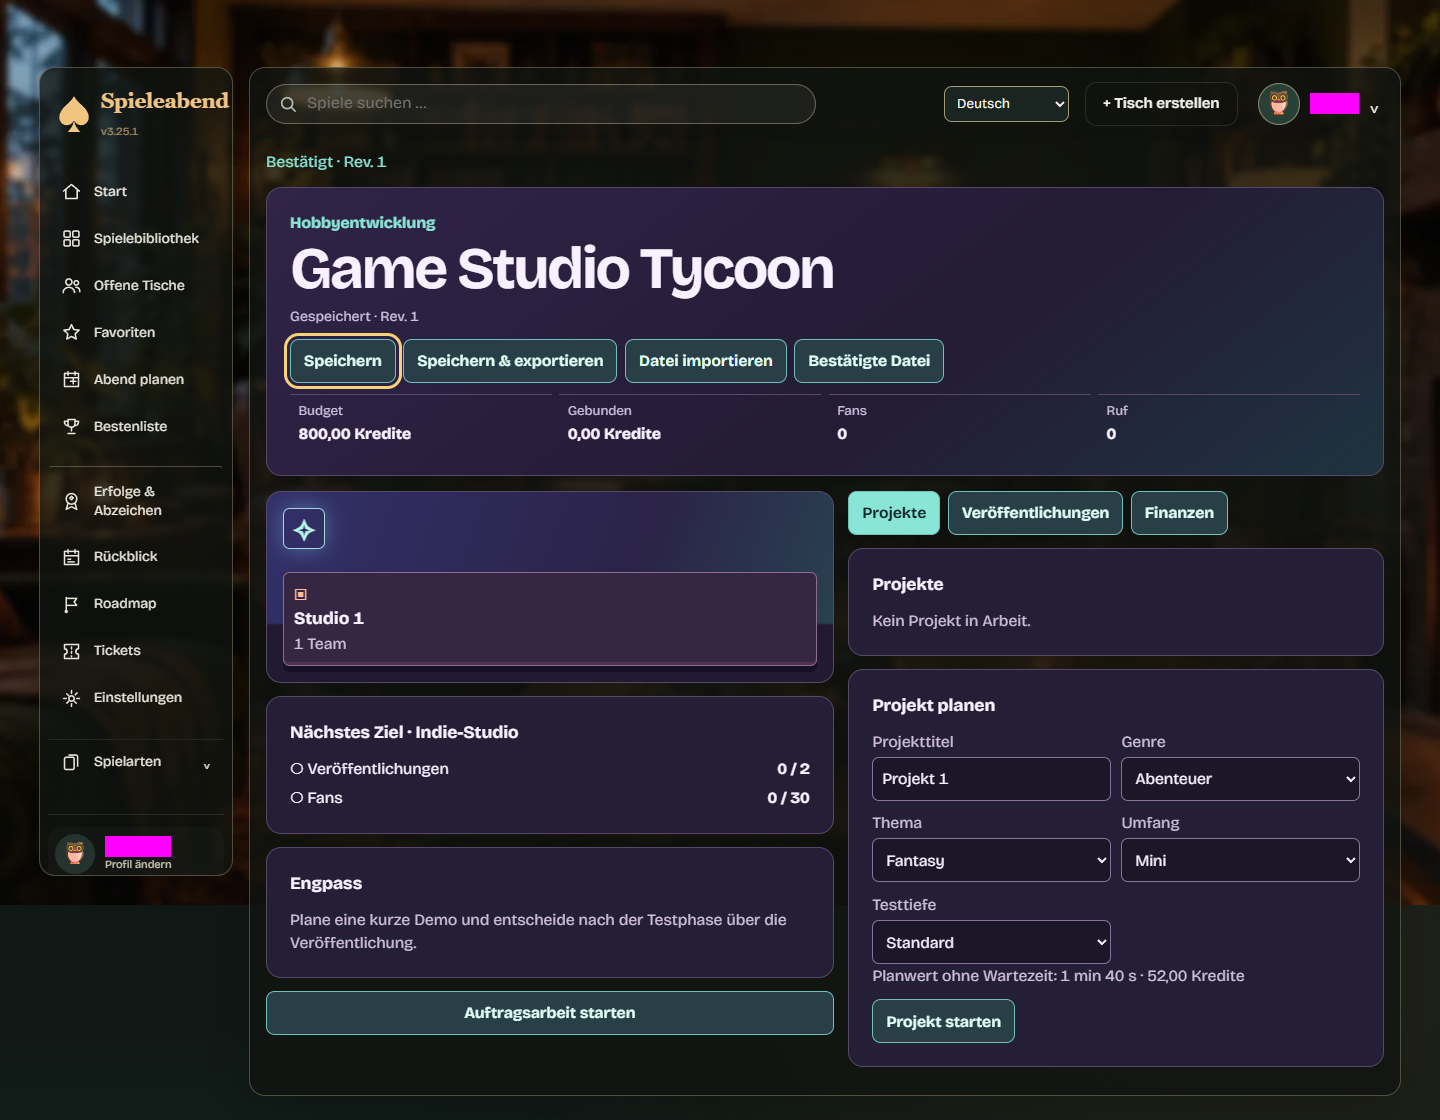 Spieleabend
v3.25.1
Start
Spielebibliothek
Offene Tische
Favoriten
Abend planen
Bestenliste
Erfolge &
Abzeichen
Rückblick
Roadmap
Tickets
Einstellungen
Spielarten
v
Profil ändern
Spiele suchen ...
Deutsch
+ Tisch erstellen
v
Bestätigt · Rev. 1
Hobbyentwicklung
Game Studio Tycoon
Gespeichert · Rev. 1
Speichern
Speichern & exportieren
Datei importieren
Bestätigte Datei
Budget
800,00 Kredite
Gebunden
0,00 Kredite
Fans
0
Ruf
0
Studio 1
1 Team
Nächstes Ziel · Indie-Studio
Veröffentlichungen 0 / 2
Fans 0 / 30
Engpass
Plane eine kurze Demo und entscheide nach der Testphase über die
Veröffentlichung.
Auftragsarbeit starten
Projekte
Veröffentlichungen
Finanzen
Projekte
Kein Projekt in Arbeit.
Projekt planen
Projekttitel
Projekt 1
Genre
Abenteuer
Thema
Fantasy
Umfang
Mini
Testtiefe
Standard
Planwert ohne Wartezeit: 1 min 40 s · 52,00 Kredite
Projekt starten